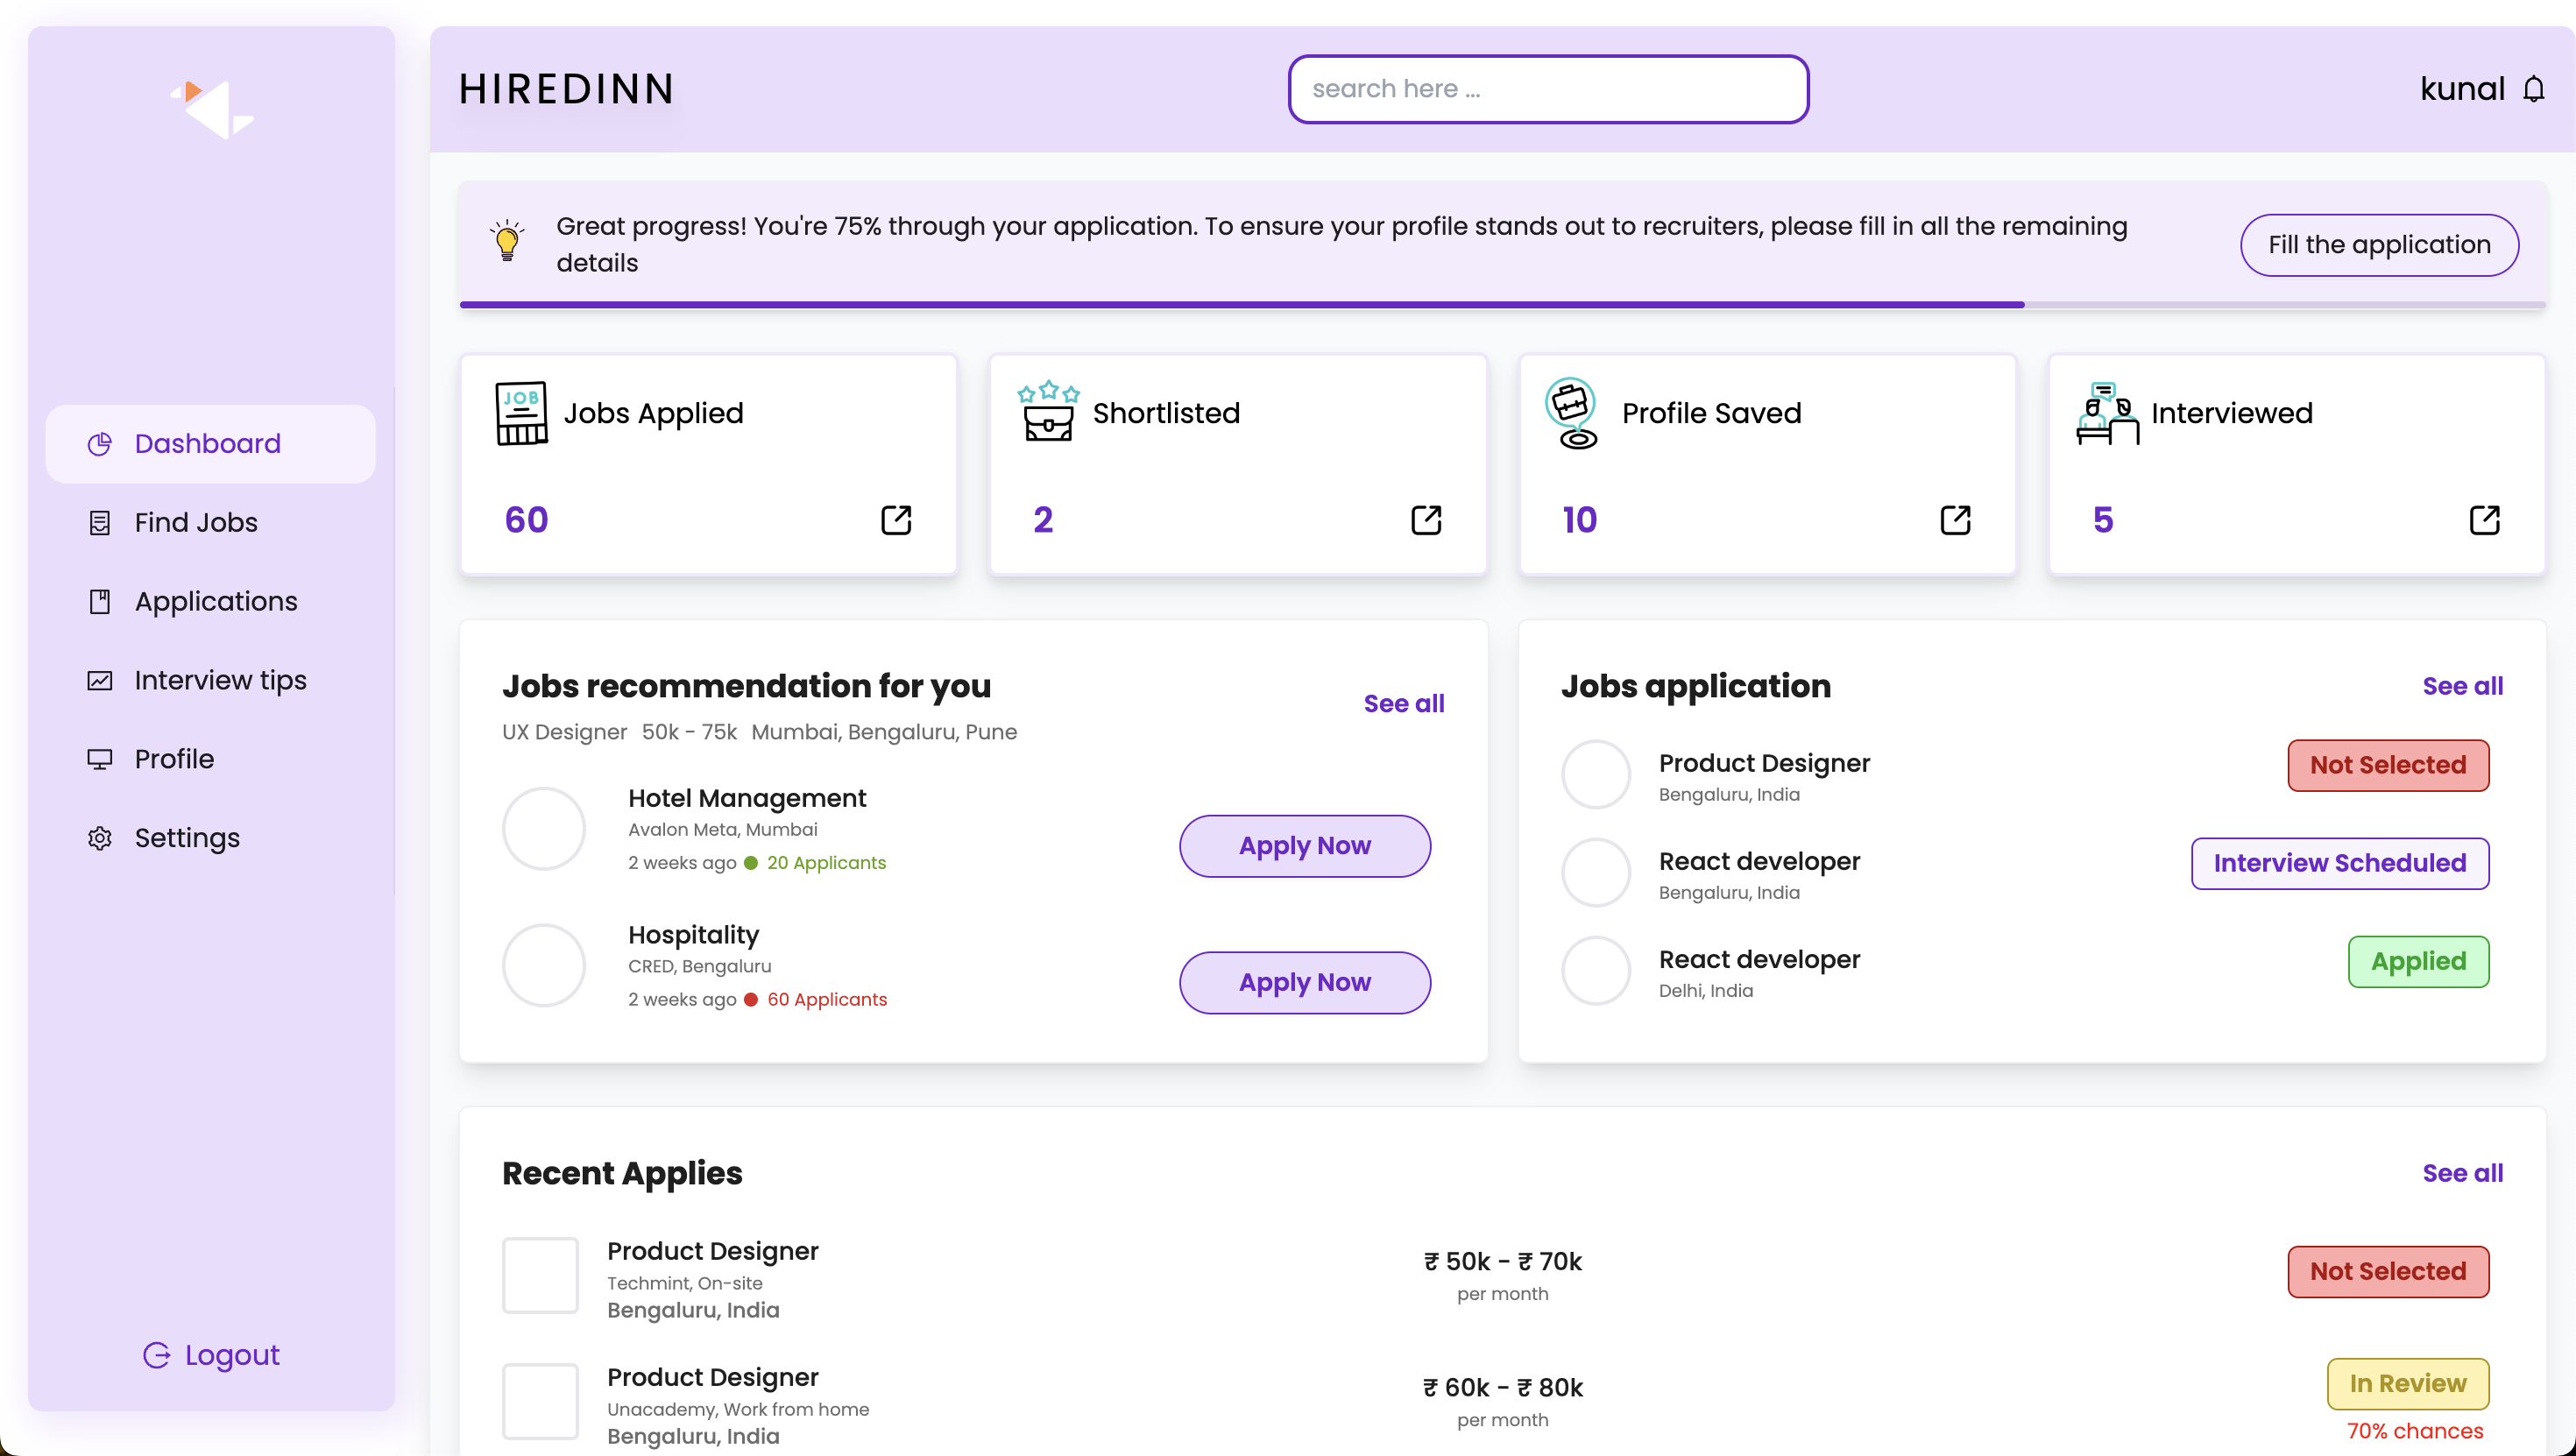 HIREDINN
search here ...
kunal
Great progress! You're 75% through your application. To ensure your profile stands out to recruiters, please fill in all the remaining
details
Fill the application
Dashboard
Find Jobs
Applications
Interview tips
Profile
Settings
Logout
JOB
Jobs Applied
60
Shortlisted
2
Profile Saved
10
Interviewed
5
Jobs recommendation for you
See all
UX Designer 50k - 75k Mumbai, Bengaluru, Pune
Hotel Management
Avalon Meta, Mumbai
2 weeks ago 20 Applicants
Apply Now
Hospitality
CRED, Bengaluru
2 weeks ago 60 Applicants
Apply Now
Jobs application
See all
Product Designer
Bengaluru, India
Not Selected
React developer
Bengaluru, India
Interview Scheduled
React developer
Delhi, India
Applied
Recent Applies
See all
Product Designer
Techmint, On-site
Bengaluru, India
₹ 50k - ₹ 70k
per month
Not Selected
Product Designer
Unacademy, Work from home
Bengaluru, India
₹ 60k - ₹ 80k
per month
In Review
70% chances